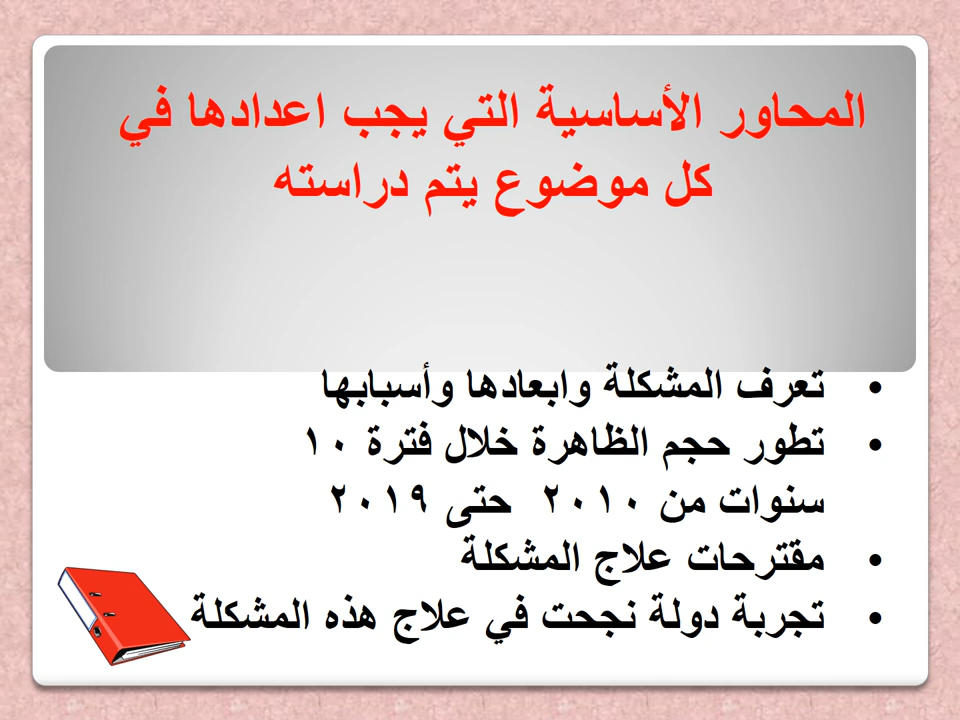 المحاور الأساسية التي يجب اعدادها في
كل موضوع يتم دراسته
• تعرف المشكلة وابعادها وأسبابها
• تطور حجم الظاهرة خلال فترة ١٠
سنوات من ٢٠١٠ حتى ٢٠١٩
• مقترحات علاج المشكلة
• تجربة دولة نجحت في علاج هذه المشكلة